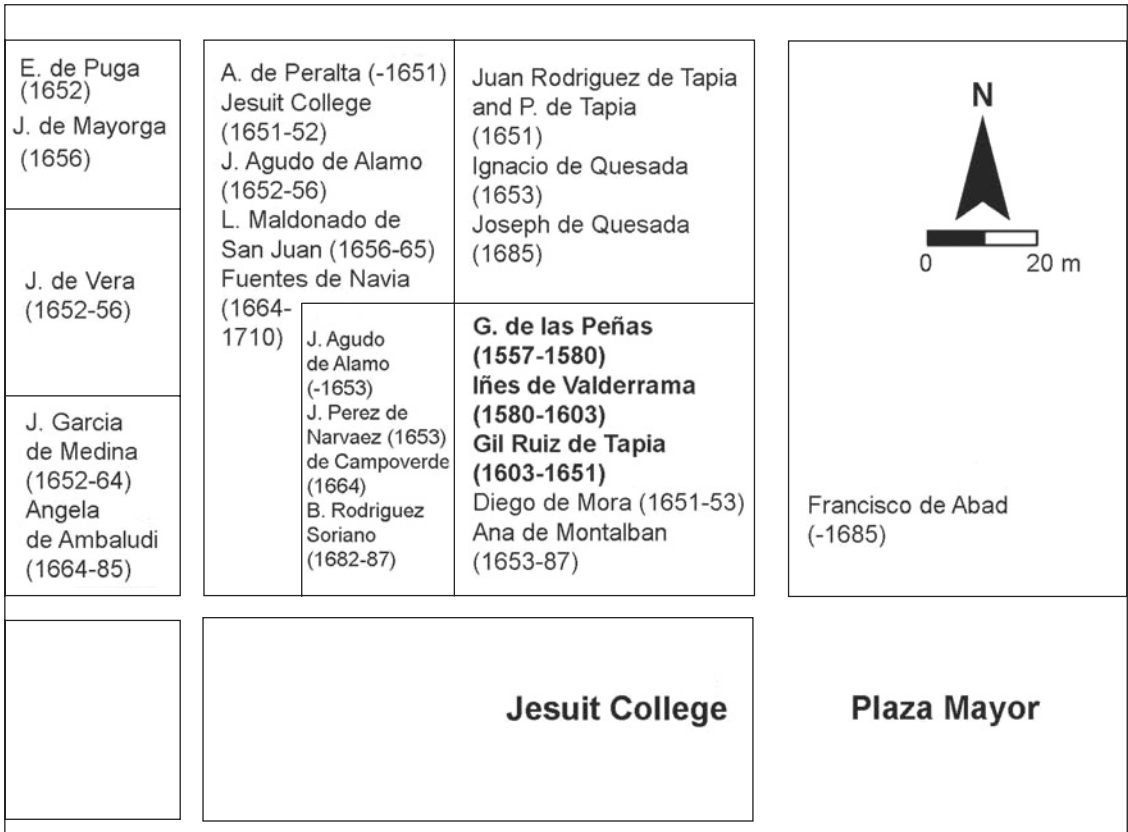 E. de Puga
(1652)
J. de Mayorga
(1656)
J. de Vera
(1652-56)
J. Garcia
de Medina
(1652-64)
Angela
de Ambaludi
(1664-85)
A. de Peralta (-1651)
Jesuit College
(1651-52)
J. Agudo de Alamo
(1652-56)
L. Maldonado de
San Juan (1656-65)
Fuentes de Navia
(1664-
1710)
J. Agudo
de Alamo
(-1653)
J. Perez de
Narvaez (1653)
de Campoverde
(1664)
B. Rodriguez
Soriano
(1682-87)
Juan Rodriguez de Tapia
and P. de Tapia
(1651)
Ignacio de Quesada
(1653)
Joseph de Quesada
(1685)
G. de las Peñas
(1557-1580)
Iñes de Valderrama
(1580-1603)
Gil Ruiz de Tapia
(1603-1651)
Diego de Mora (1651-53)
Ana de Montalban
(1653-87)
N
0 20 m
Francisco de Abad
(-1685)
Jesuit College
Plaza Mayor